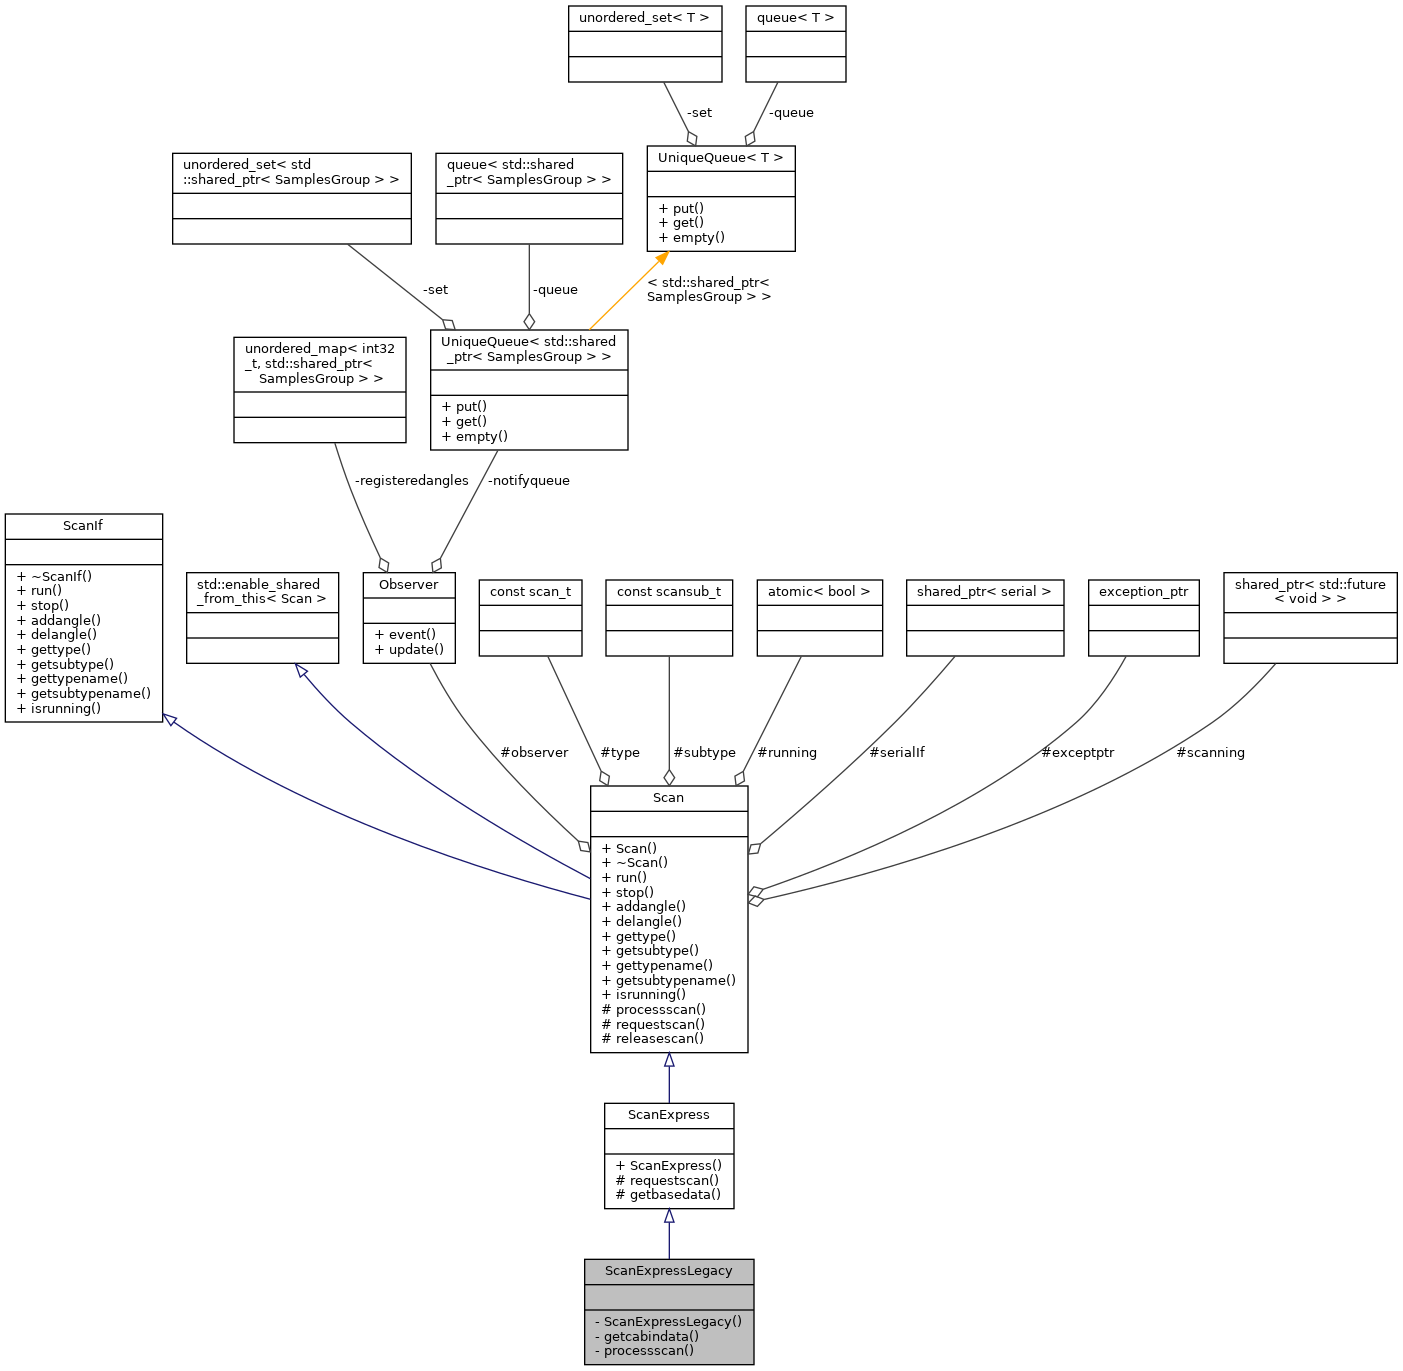 unordered_set< T >
queue< T >
-set
-queue
UniqueQueue< T >
+ put()
+ get()
+ empty()
unordered_set< std
::shared_ptr< SamplesGroup > >
queue< std::shared
_ptr< SamplesGroup > >
-set
-queue
< std::shared_ptr<
SamplesGroup > >
unordered_map< int32
_t, std::shared_ptr<
SamplesGroup > >
UniqueQueue< std::shared
_ptr< SamplesGroup > >
+ put()
+ get()
+ empty()
-registeredangles
-notifyqueue
ScanIf
+ ~ScanIf()
+ run()
+ stop()
+ addangle()
+ delangle()
+ gettype()
+ getsubtype()
+ gettypename()
+ getsubtypename()
+ isrunning()
std::enable_shared
_from_this< Scan >
Observer
+ event()
+ update()
const scan_t
const scansub_t
atomic< bool >
shared_ptr< serial >
exception_ptr
shared_ptr< std::future
< void > >
#observer
#type
#subtype
#running
#serialIf
#exceptptr
#scanning
Scan
+ Scan()
+ ~Scan()
+ run()
+ stop()
+ addangle()
+ delangle()
+ gettype()
+ getsubtype()
+ gettypename()
+ getsubtypename()
+ isrunning()
# processscan()
# requestscan()
# releasescan()
ScanExpress
+ ScanExpress()
# requestscan()
# getbasedata()
ScanExpressLegacy
- ScanExpressLegacy()
- getcabindata()
- processscan()